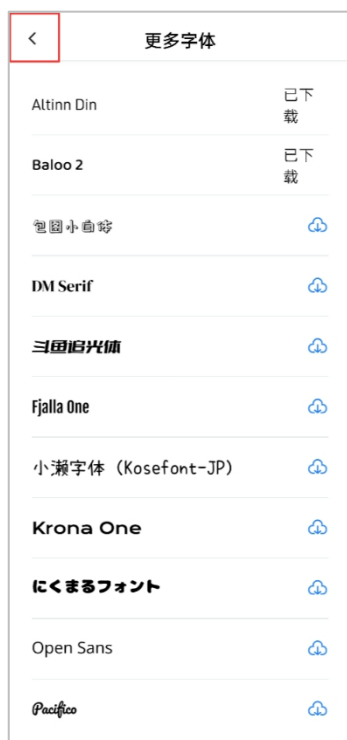 更多字体
Altinn Din
已下
载
Baloo 2
已下
载
包图小白体
DM Serif
斗鱼追光体
Fjalla One
小濑字体 (Kosefont-JP)
Krona One
にくまるフォント
Open Sans
Pacifico